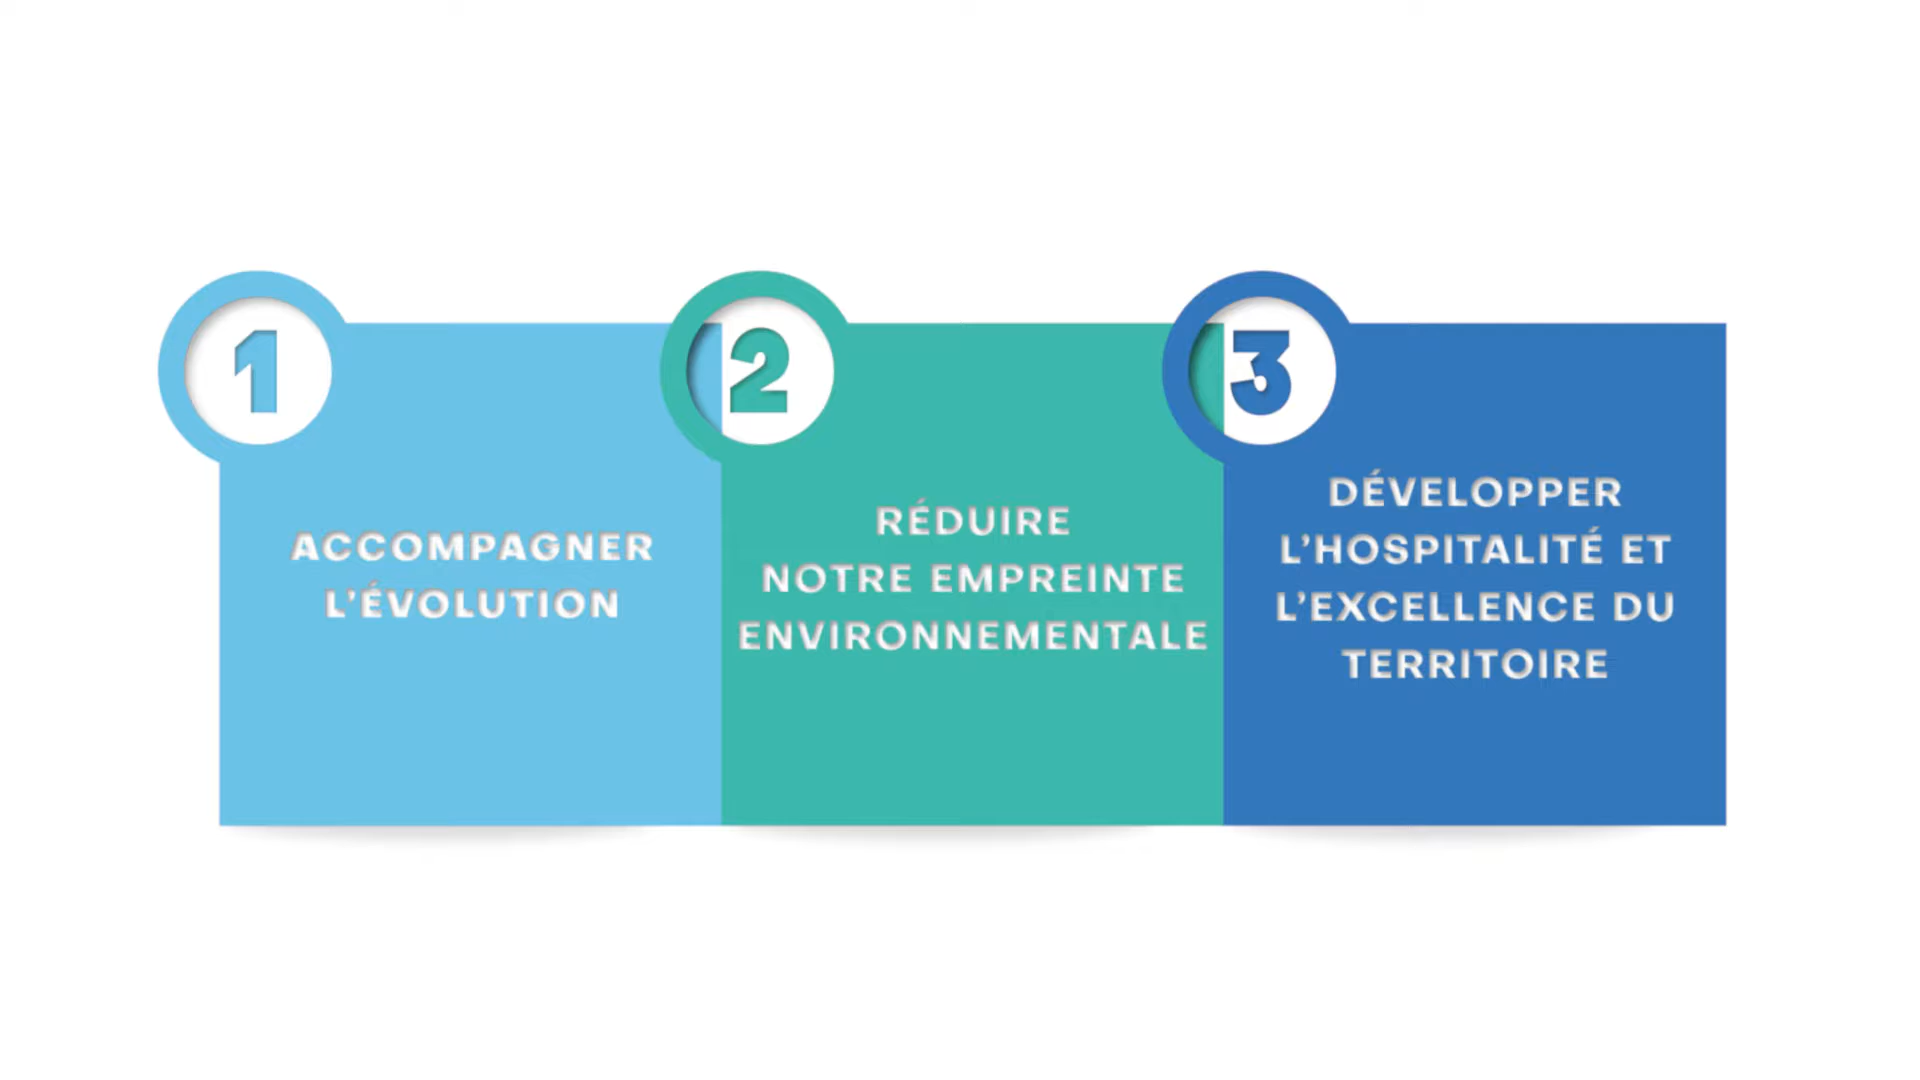 1
ACCOMPAGNER
L’ÉVOLUTION
2
RÉDUIRE
NOTRE EMPREINTE
ENVIRONNEMENTALE
3
DÉVELOPPER
L’HOSPITALITÉ ET
L’EXCELLENCE DU
TERRITOIRE